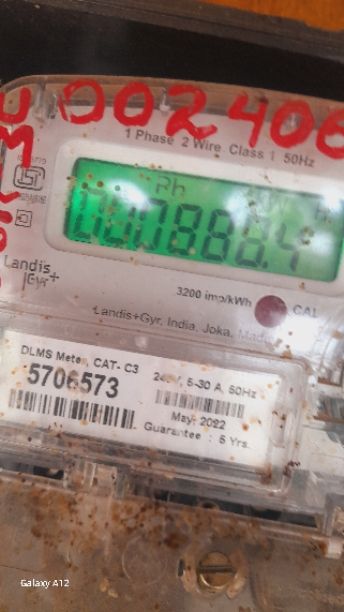 002406
1 Phase 2 Wire Class 1 50Hz
Ph
Landis
Gyr+
3200 imp/kWh
CAL
Landis+Gyr, India, Joka,
DLMS Meter, CAT- C3
5706573
5-30 A, 50Hz
May, 2022
Guarantee : 5 Yrs.
Galaxy A12